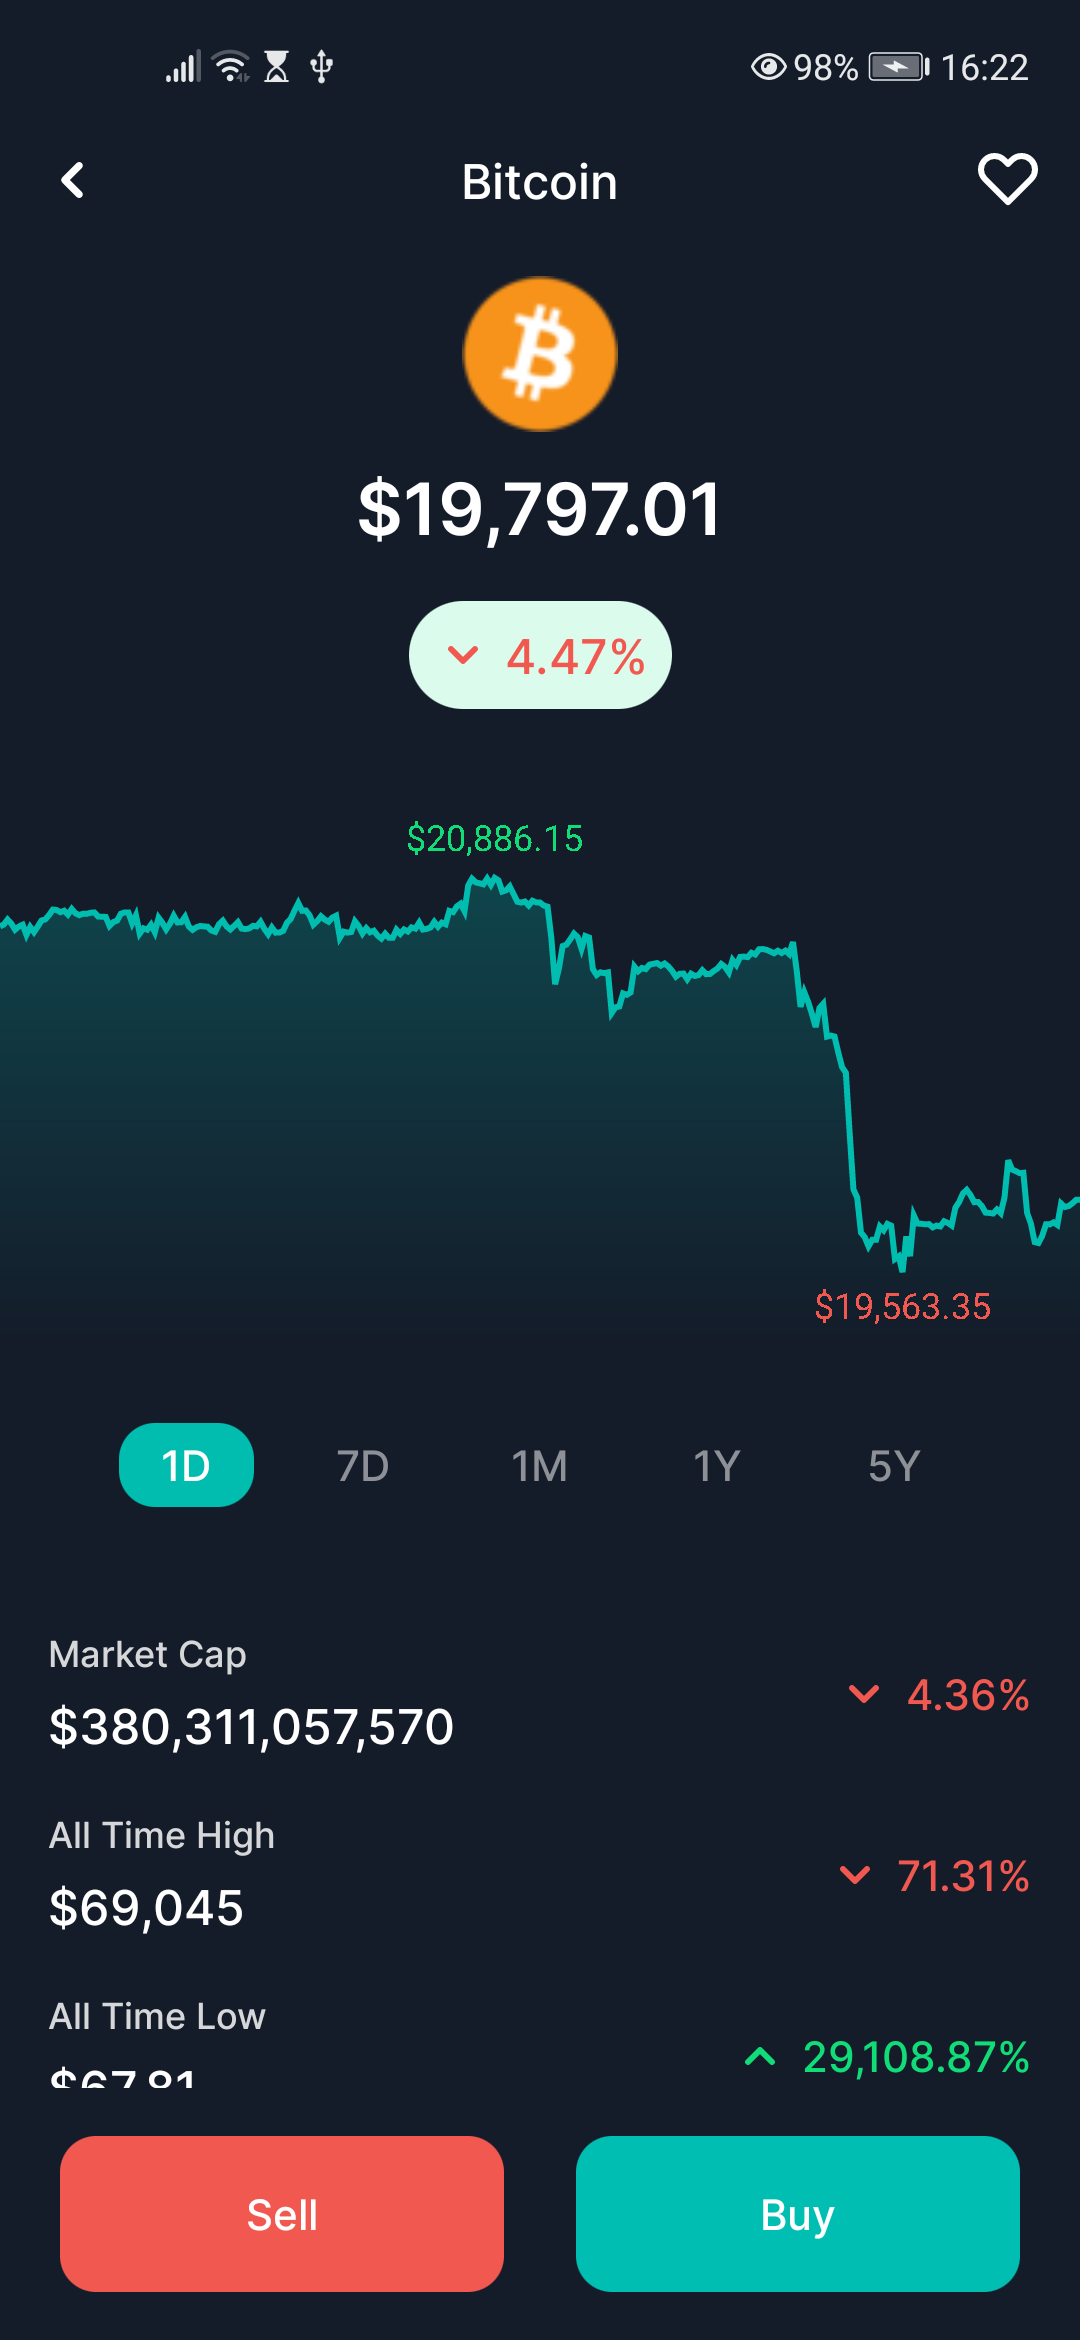 98% 16:22
Bitcoin
$19,797.01
4.47%
$20,886.15
$19,563.35
1D 7D 1M 1Y 5Y
Market Cap
$380,311,057,570
4.36%
All Time High
$69,045
71.31%
All Time Low
$67.81
29,108.87%
Sell Buy